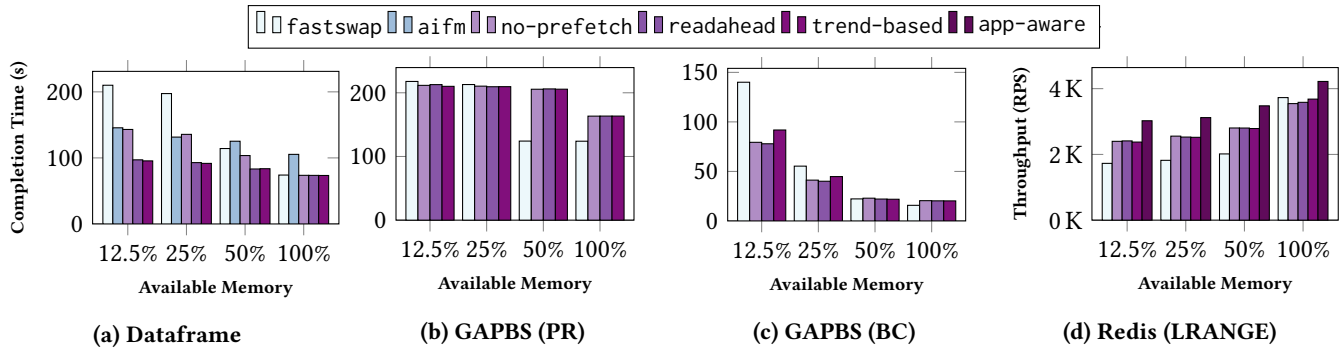 fastswap aifm no-prefetch readahead trend-based app-aware
Completion Time (s)
200
100
0
12.5% 25% 50% 100%
Available Memory
(a) Dataframe
200
100
0
12.5% 25% 50% 100%
Available Memory
(b) GAPBS (PR)
150
100
50
0
12.5% 25% 50% 100%
Available Memory
(c) GAPBS (BC)
Throughput (RPS)
4 K
2 K
0 K
12.5% 25% 50% 100%
Available Memory
(d) Redis (LRANGE)